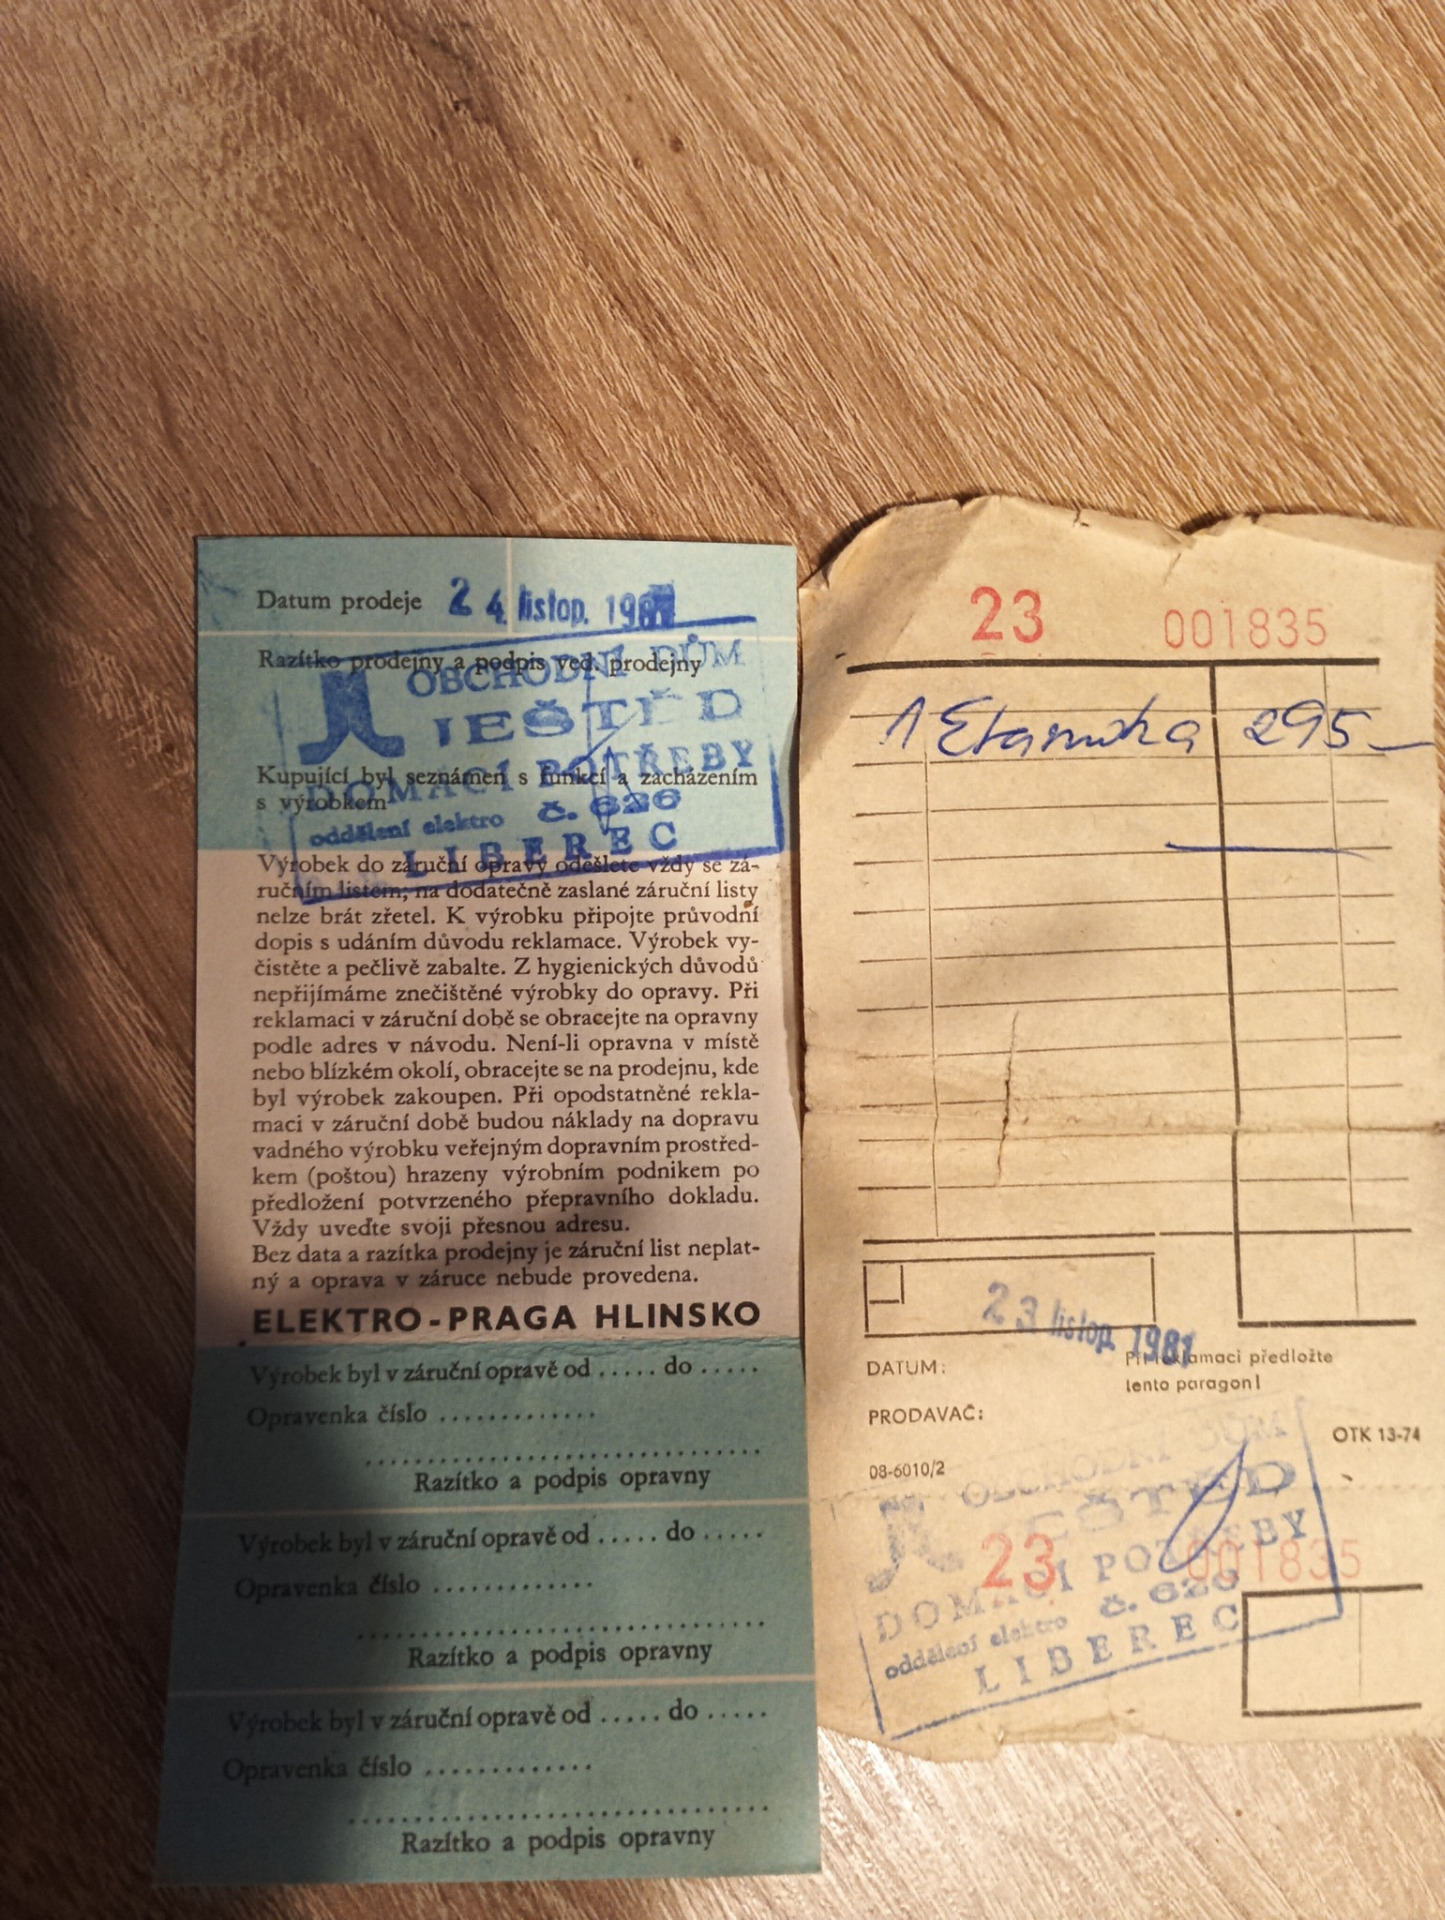 Datum prodeje 24. listop. 198
Razítko prodejny a podpis ved. prodejny
OBCHODNÍ DŮM
JEŠTĚD
Kupující byl seznámen s funkcí a zacházením
s výrobkem
DOMÁCÍ POTŘEBY
oddělení elektro č. 626
LIBEREC
Výrobek do záruční opravy odešlete vždy se zá-
ručním listem; na dodatečně zaslané záruční listy
nelze brát zřetel. K výrobku připojte průvodní
dopis s udáním důvodu reklamace. Výrobek vy-
čistěte a pečlivě zabalte. Z hygienických důvodů
nepřijímáme znečištěné výrobky do opravy. Při
reklamaci v záruční době se obracejte na opravny
podle adres v návodu. Není-li opravna v místě
nebo blízkém okolí, obracejte se na prodejnu, kde
byl výrobek zakoupen. Při opodstatněné rekla-
maci v záruční době budou náklady na dopravu
vadného výrobku veřejným dopravním prostřed-
kem (poštou) hrazeny výrobním podnikem po
předložení potvrzeného přepravního dokladu.
Vždy uveďte svoji přesnou adresu.
Bez data a razítka prodejny je záruční list neplat-
ný a oprava v záruce nebude provedena.
ELEKTRO-PRAGA HLINSKO
Výrobek byl v záruční opravě od ..... do .....
Opravenka číslo .............
Razítko a podpis opravny
Výrobek byl v záruční opravě od ..... do .....
Opravenka číslo .............
Razítko a podpis opravny
Výrobek byl v záruční opravě od ..... do .....
Opravenka číslo .............
Razítko a podpis opravny
23 001835
1 295-
23 listop. 1981
DATUM:
Při reklamaci předložte
tento paragon!
PRODAVAČ:
OTK 13-74
08-6010/2
OBCHODNÍ DŮM
JEŠTĚD
23 001835
DOMÁCÍ POTŘEBY
oddělení elektro č. 626
LIBEREC